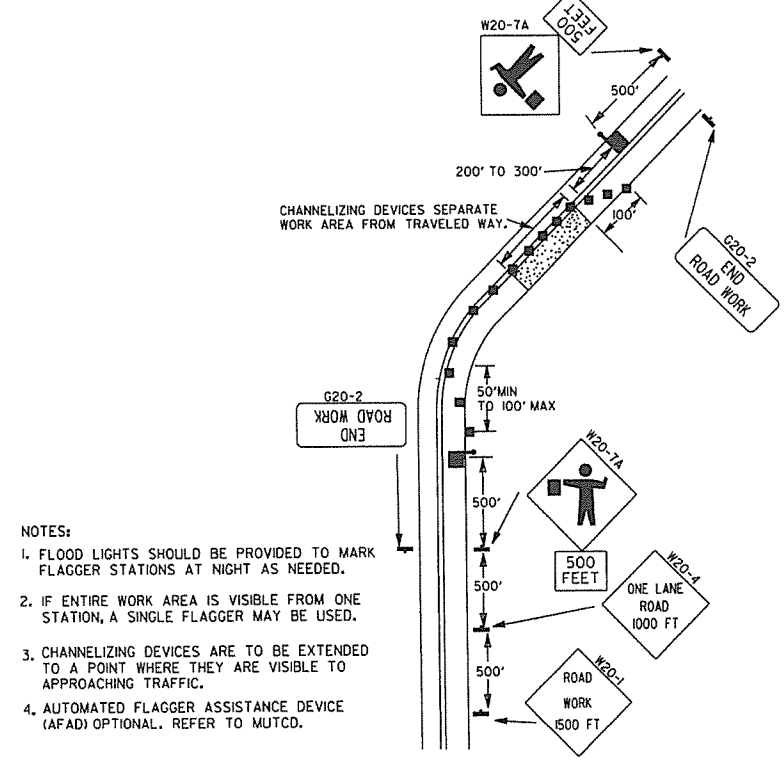 W20-7A
500
FEET
500'
200' TO 300'
CHANNELIZING DEVICES SEPARATE
WORK AREA FROM TRAVELED WAY.
100'
G20-2
END
ROAD WORK
G20-2
END
ROAD WORK
50'MIN
TO 100' MAX
W20-7A
500'
500
FEET
W20-4
ONE LANE
ROAD
1000 FT
500'
W20-1
ROAD
WORK
1500 FT
500'
NOTES:
1. FLOOD LIGHTS SHOULD BE PROVIDED TO MARK
FLAGGER STATIONS AT NIGHT AS NEEDED.
2. IF ENTIRE WORK AREA IS VISIBLE FROM ONE
STATION, A SINGLE FLAGGER MAY BE USED.
3. CHANNELIZING DEVICES ARE TO BE EXTENDED
TO A POINT WHERE THEY ARE VISIBLE TO
APPROACHING TRAFFIC.
4. AUTOMATED FLAGGER ASSISTANCE DEVICE
(AFAD) OPTIONAL. REFER TO MUTCD.